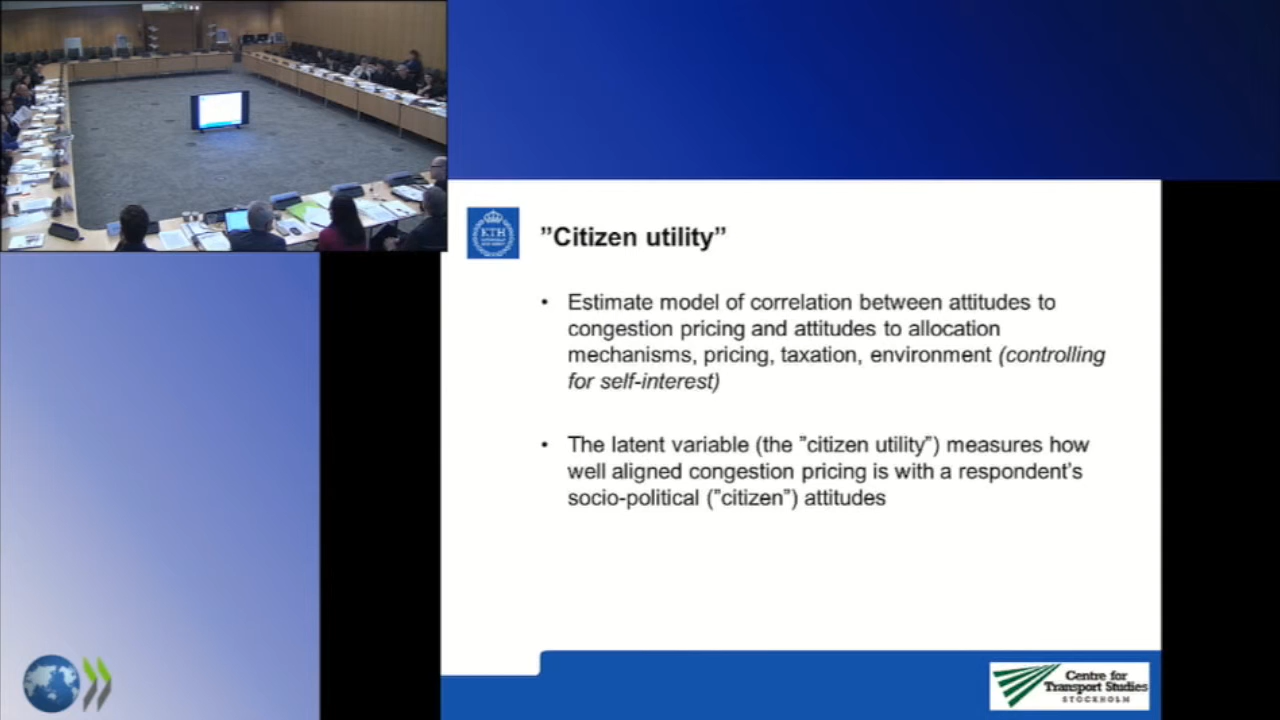 KTH
”Citizen utility”
• Estimate model of correlation between attitudes to
congestion pricing and attitudes to allocation
mechanisms, pricing, taxation, environment (controlling
for self-interest)
• The latent variable (the ”citizen utility”) measures how
well aligned congestion pricing is with a respondent’s
socio-political (”citizen”) attitudes
Centre for
Transport Studies
STOCKHOLM